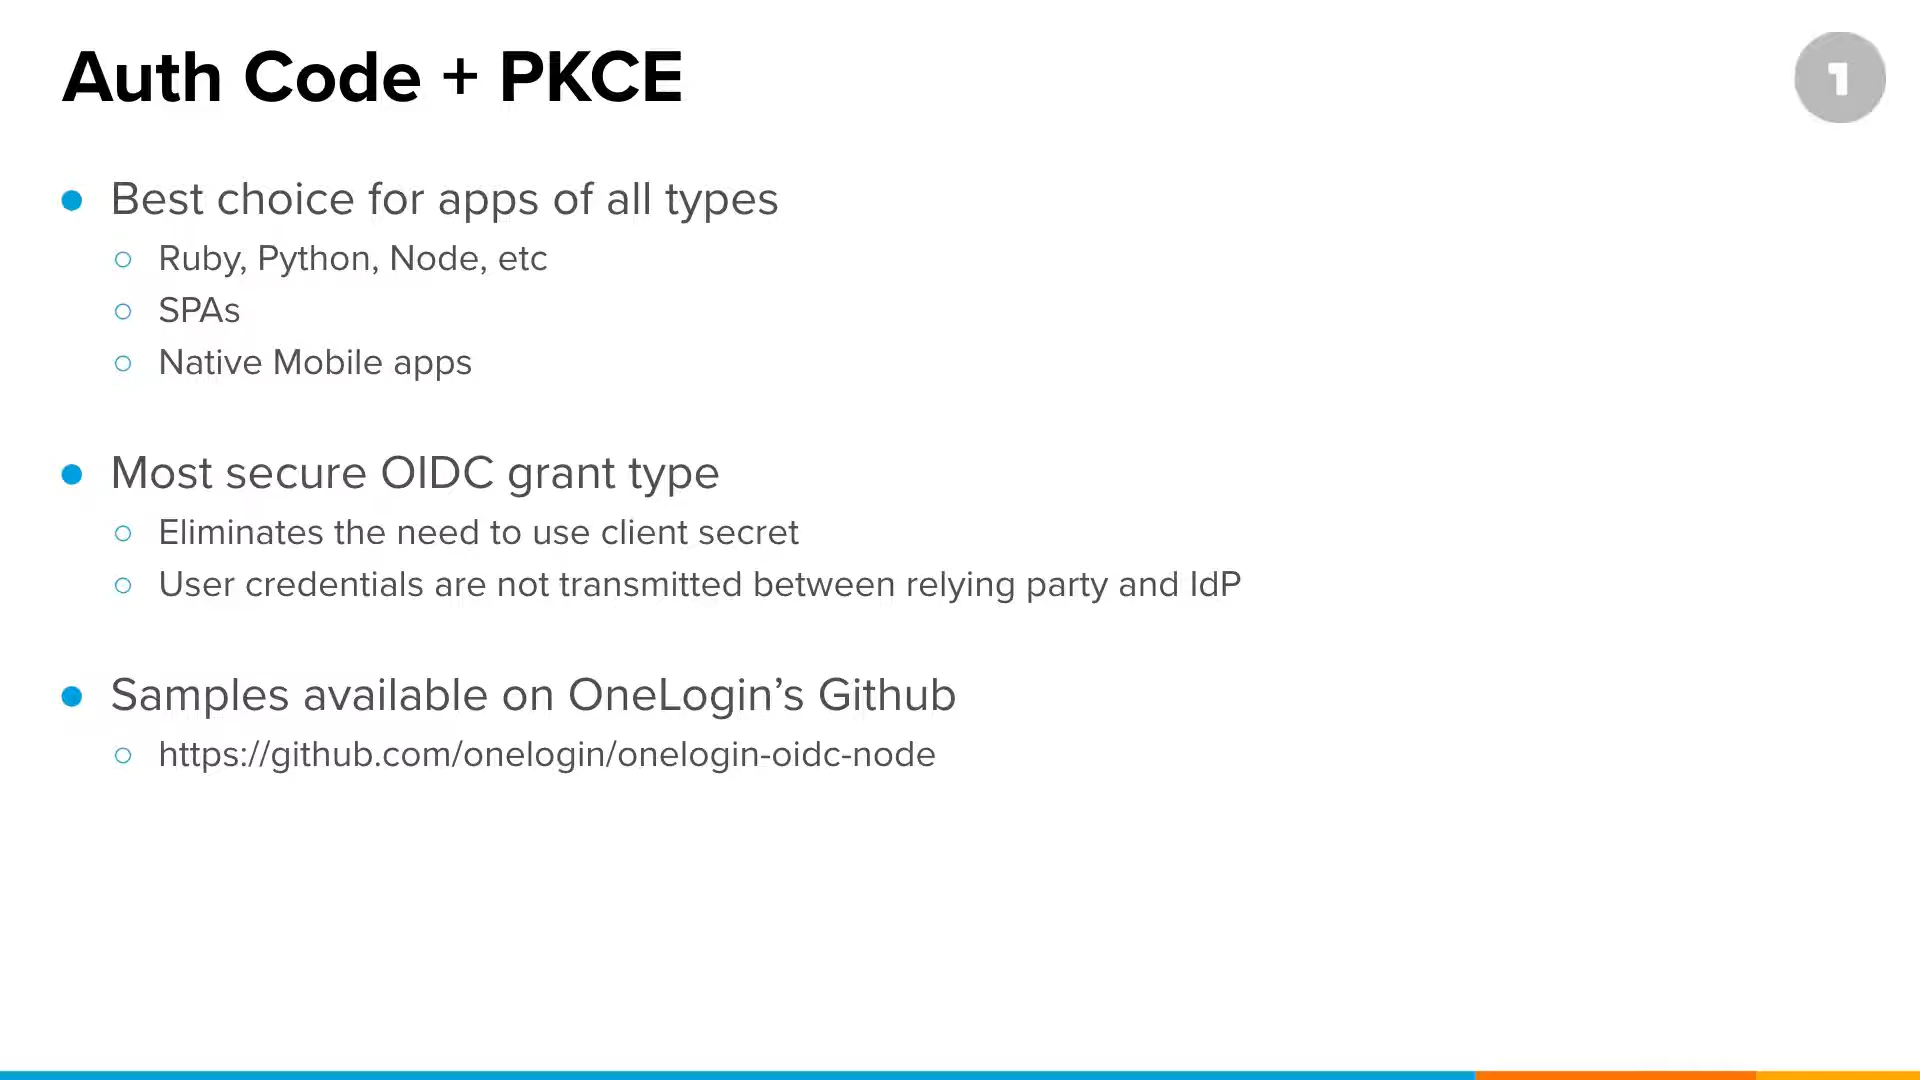 Auth Code + PKCE
1
Best choice for apps of all types
Ruby, Python, Node, etc
SPAs
Native Mobile apps
Most secure OIDC grant type
Eliminates the need to use client secret
User credentials are not transmitted between relying party and IdP
Samples available on OneLogin’s Github
https://github.com/onelogin/onelogin-oidc-node